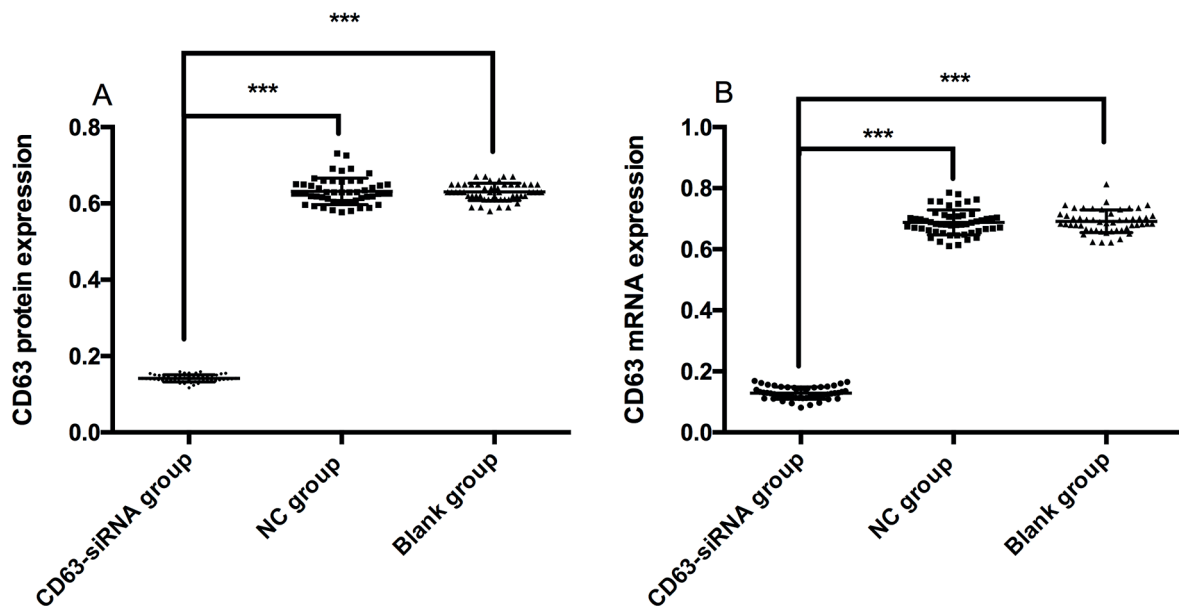 ***
***
A
CD63 protein expression
0.8
0.6
0.4
0.2
0.0
CD63-siRNA group
NC group
Blank group
***
***
B
CD63 mRNA expression
1.0
0.8
0.6
0.4
0.2
0.0
CD63-siRNA group
NC group
Blank group